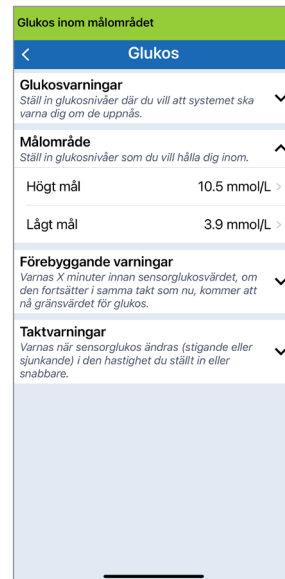 Glukos inom målområdet
Glukos
Glukosvarningar
Ställ in glukosnivåer där du vill att systemet ska
varna dig om de uppnås.
Målområde
Ställ in glukosnivåer som du vill hålla dig inom.
Högt mål 10.5 mmol/L
Lågt mål 3.9 mmol/L
Förebyggande varningar
Varnas X minuter innan sensorglukosvärdet, om
den fortsätter i samma takt som nu, kommer att
nå gränsvärdet för glukos.
Taktvarningar
Varnas när sensorglukos ändras (stigande eller
sjunkande) i den hastighet du ställt in eller
snabbare.